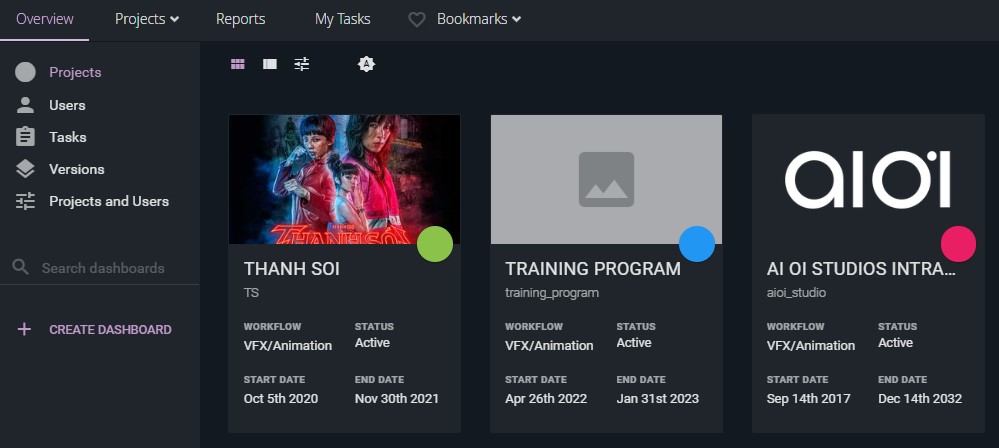 Overview
Projects
Reports
My Tasks
Bookmarks
Projects
Users
Tasks
Versions
Projects and Users
Search dashboards
CREATE DASHBOARD
A
THANH SOI
THANH SOI
TS
WORKFLOW STATUS
VFX/Animation Active
START DATE END DATE
Oct 5th 2020 Nov 30th 2021
TRAINING PROGRAM
training_program
WORKFLOW STATUS
VFX/Animation Active
START DATE END DATE
Apr 26th 2022 Jan 31st 2023
aıoi
AI OI STUDIOS INTRA...
aioi_studio
WORKFLOW STATUS
VFX/Animation Active
START DATE END DATE
Sep 14th 2017 Dec 14th 2032